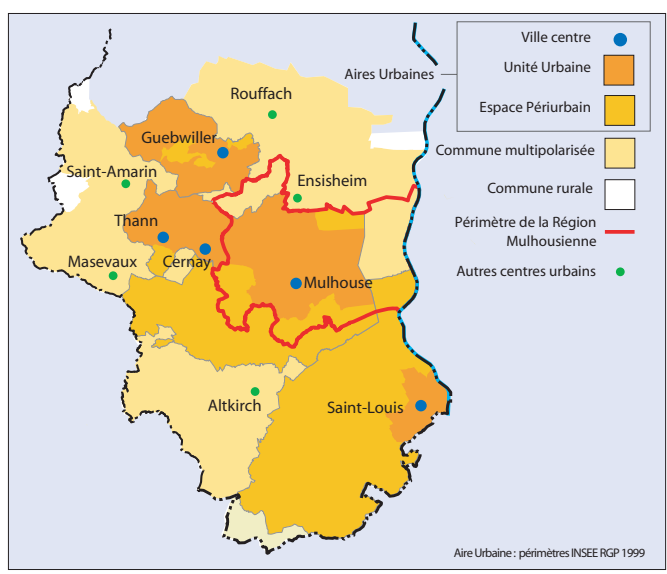 Ville centre
Aires Urbaines
Unité Urbaine
Espace Périurbain
Commune multipolarisée
Commune rurale
Périmètre de la Région
Mulhousienne
Autres centres urbains
Rouffach
Guebwiller
Saint-Amarin
Ensisheim
Thann
Masevaux
Cernay
Mulhouse
Altkirch
Saint-Louis
Aire Urbaine : périmètres INSEE RGP 1999